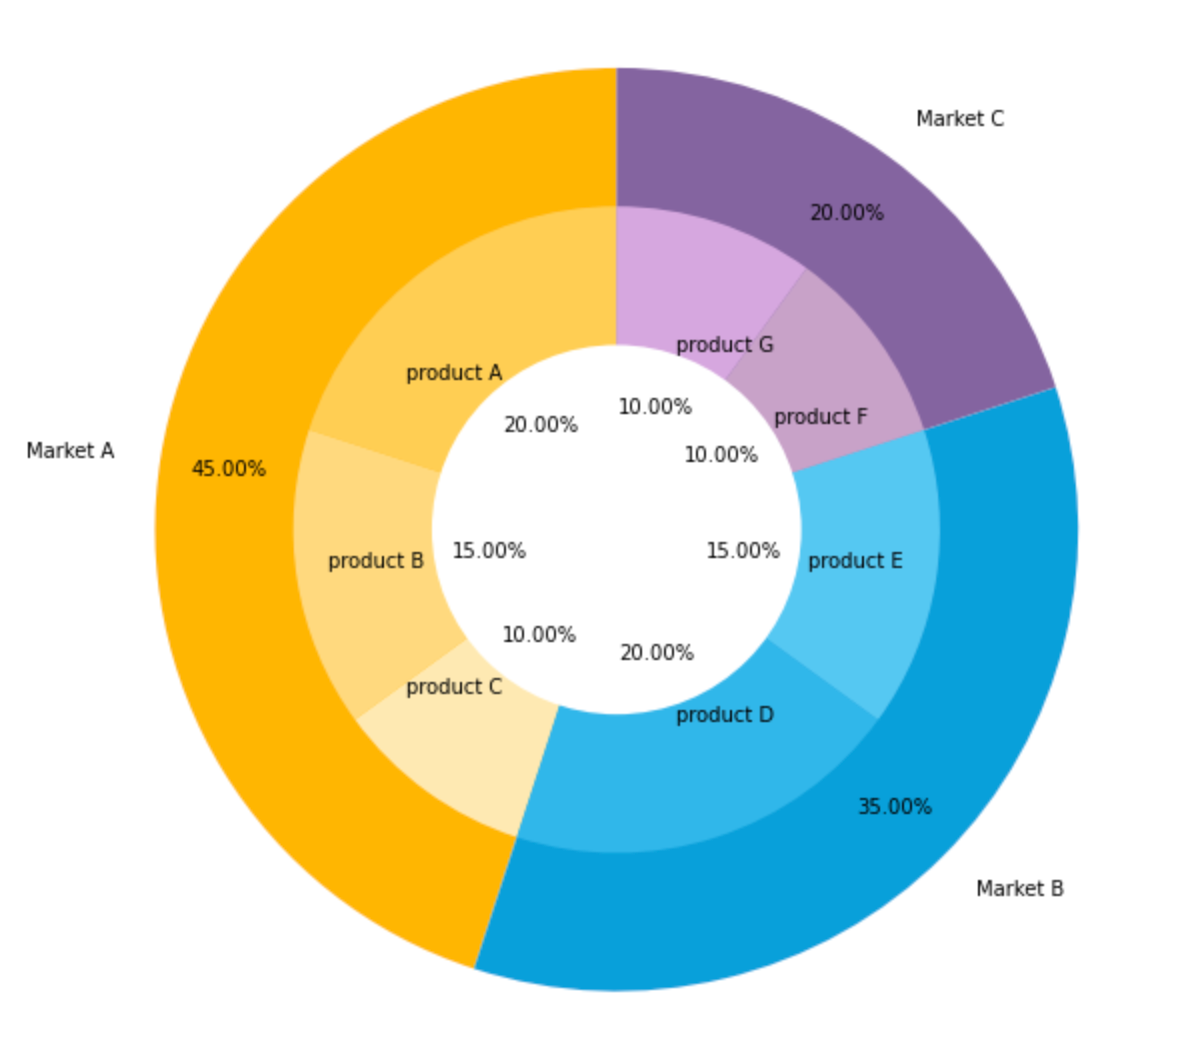 Market C
20.00%
product G
product A
10.00%
product F
20.00%
Market A
10.00%
45.00%
15.00%
15.00%
product B
product E
10.00%
20.00%
product C
product D
35.00%
Market B